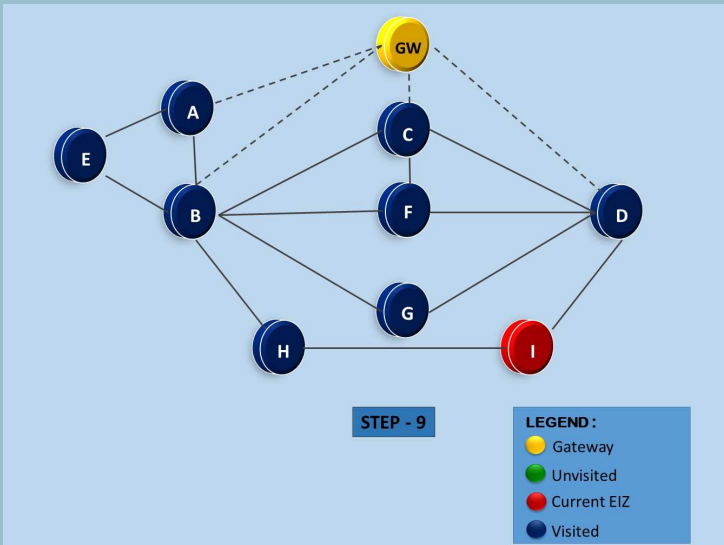 GW
A
C
E
B
F
D
G
H
I
STEP - 9
LEGEND :
Gateway
Unvisited
Current EIZ
Visited